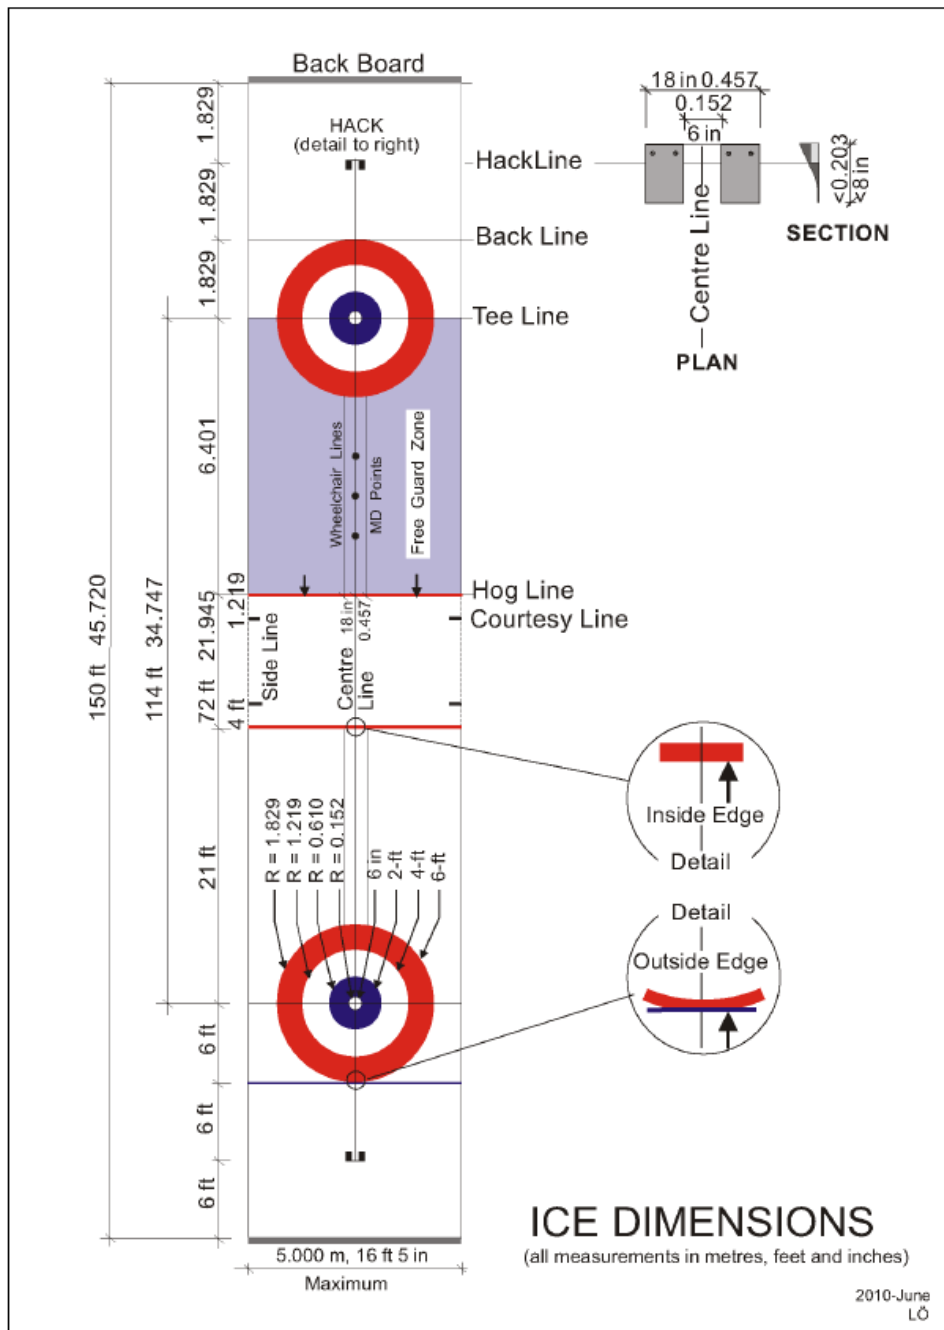 Back Board
HACK
(detail to right)
HackLine
Back Line
Tee Line
Hog Line
Courtesy Line
1.829
1.829
1.829
6.401
1.219
21.945
72 ft
4 ft
34.747
114 ft
45.720
150 ft
21 ft
6 ft
6 ft
6 ft
Wheelchair Lines
MD Points
Free Guard Zone
Side Line
Centre
Line
18 in
0.457
R = 1.829
R = 1.219
R = 0.610
R = 0.152
6 in
2-ft
4-ft
6-ft
5.000 m, 16 ft 5 in
Maximum
18 in 0.457
0.152
6 in
Centre Line
PLAN
<0.203
<8 in
SECTION
Inside Edge
Detail
Detail
Outside Edge
ICE DIMENSIONS
(all measurements in metres, feet and inches)
2010-June
LÖ